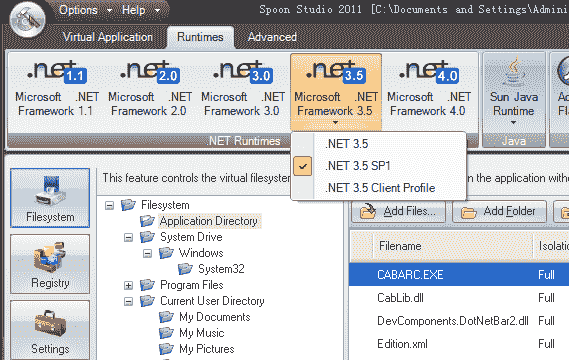 Options Help Spoon Studio 2011 [C:\Documents and Settings\Admini
Virtual Application Runtimes Advanced
.net 1.1 .net 2.0 .net 3.0 .net 3.5 .net 4.0
Microsoft .NET Microsoft .NET Microsoft .NET Microsoft .NET Microsoft .NET Sun Java
Framework 1.1 Framework 2.0 Framework 3.0 Framework 3.5 Framework 4.0 Runtime
.NET Runtimes Java
.NET 3.5
.NET 3.5 SP1
.NET 3.5 Client Profile
This feature controls the virtual filesystem the application witho
Filesystem
Registry
Settings
Filesystem
Application Directory
System Drive
Windows
System32
Program Files
Current User Directory
My Documents
My Music
My Pictures
Add Files... Add Folder
Filename Isolatio
CABARC.EXE Full
CabLib.dll Full
DevComponents.DotNetBar2.dll Full
Edition.xml Full